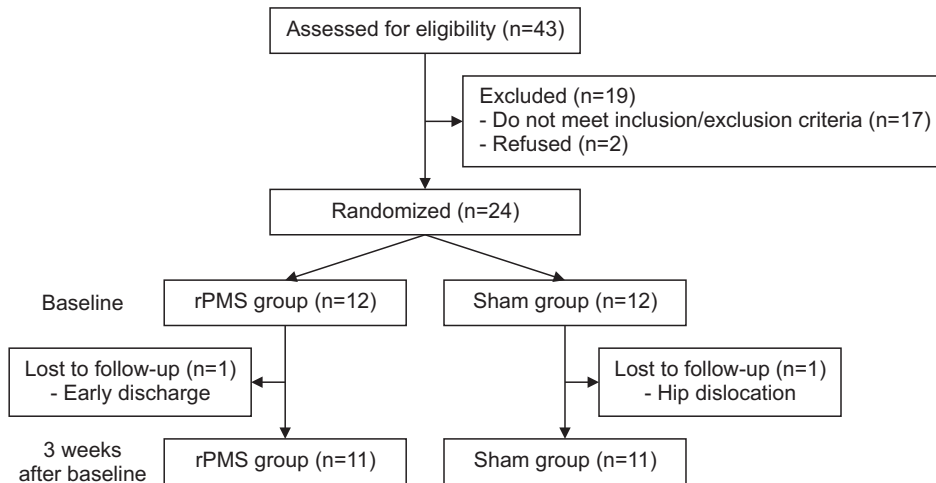 Assessed for eligibility (n=43)
Excluded (n=19)
- Do not meet inclusion/exclusion criteria (n=17)
- Refused (n=2)
Randomized (n=24)
Baseline
rPMS group (n=12)
Sham group (n=12)
Lost to follow-up (n=1)
- Early discharge
Lost to follow-up (n=1)
- Hip dislocation
3 weeks
after baseline
rPMS group (n=11)
Sham group (n=11)